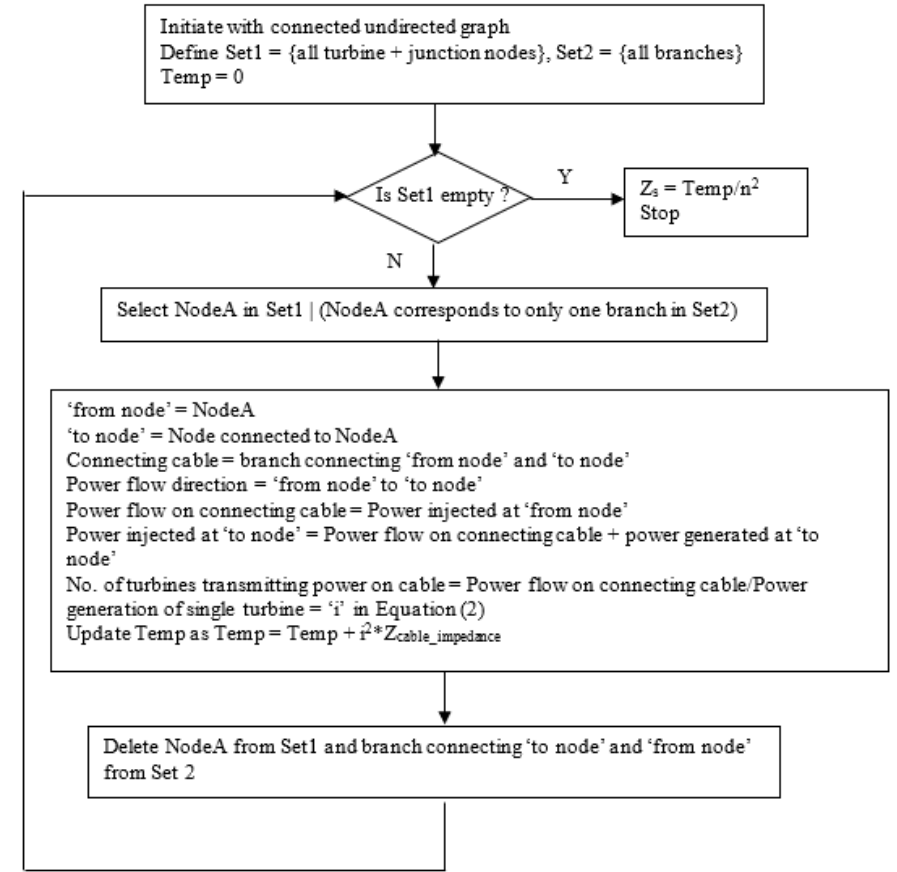 Initiate with connected undirected graph
Define Set1 = {all turbine + junction nodes}, Set2 = {all branches}
Temp = 0
Is Set1 empty ?
Y
Zs = Temp/n²
Stop
N
Select NodeA in Set1 | (NodeA corresponds to only one branch in Set2)
‘from node’ = NodeA
‘to node’ = Node connected to NodeA
Connecting cable = branch connecting ‘from node’ and ‘to node’
Power flow direction = ‘from node’ to ‘to node’
Power flow on connecting cable = Power injected at ‘from node’
Power injected at ‘to node’ = Power flow on connecting cable + power generated at ‘to
node’
No. of turbines transmitting power on cable = Power flow on connecting cable/Power
generation of single turbine = ‘i’ in Equation (2)
Update Temp as Temp = Temp + i²*Zcable_impedance
Delete NodeA from Set1 and branch connecting ‘to node’ and ‘from node’
from Set 2